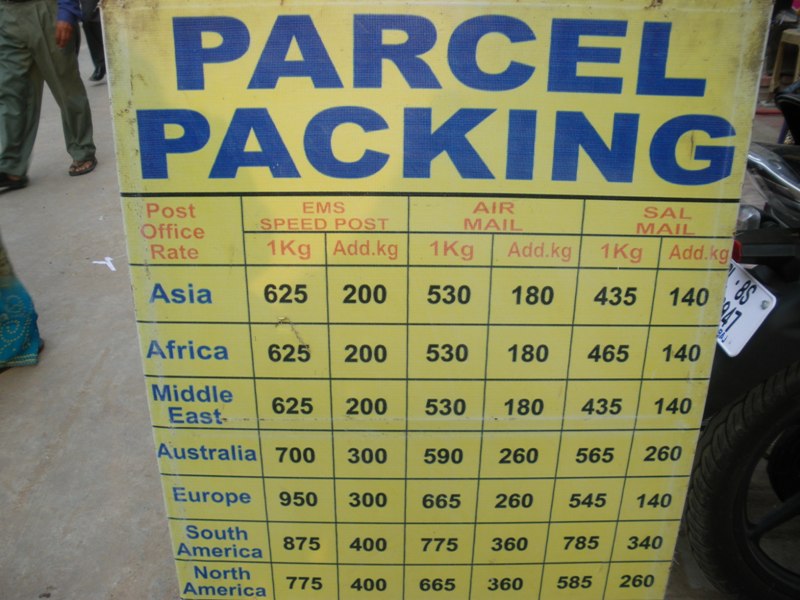 PARCEL
PACKING
Post Office Rate EMS SPEED POST AIR MAIL SAL MAIL
1Kg Add.kg 1Kg Add.kg 1Kg Add.kg
Asia 625 200 530 180 435 140
Africa 625 200 530 180 465 140
Middle East 625 200 530 180 435 140
Australia 700 300 590 260 565 260
Europe 950 300 665 260 545 140
South America 875 400 775 360 785 340
North America 775 400 665 360 585 260